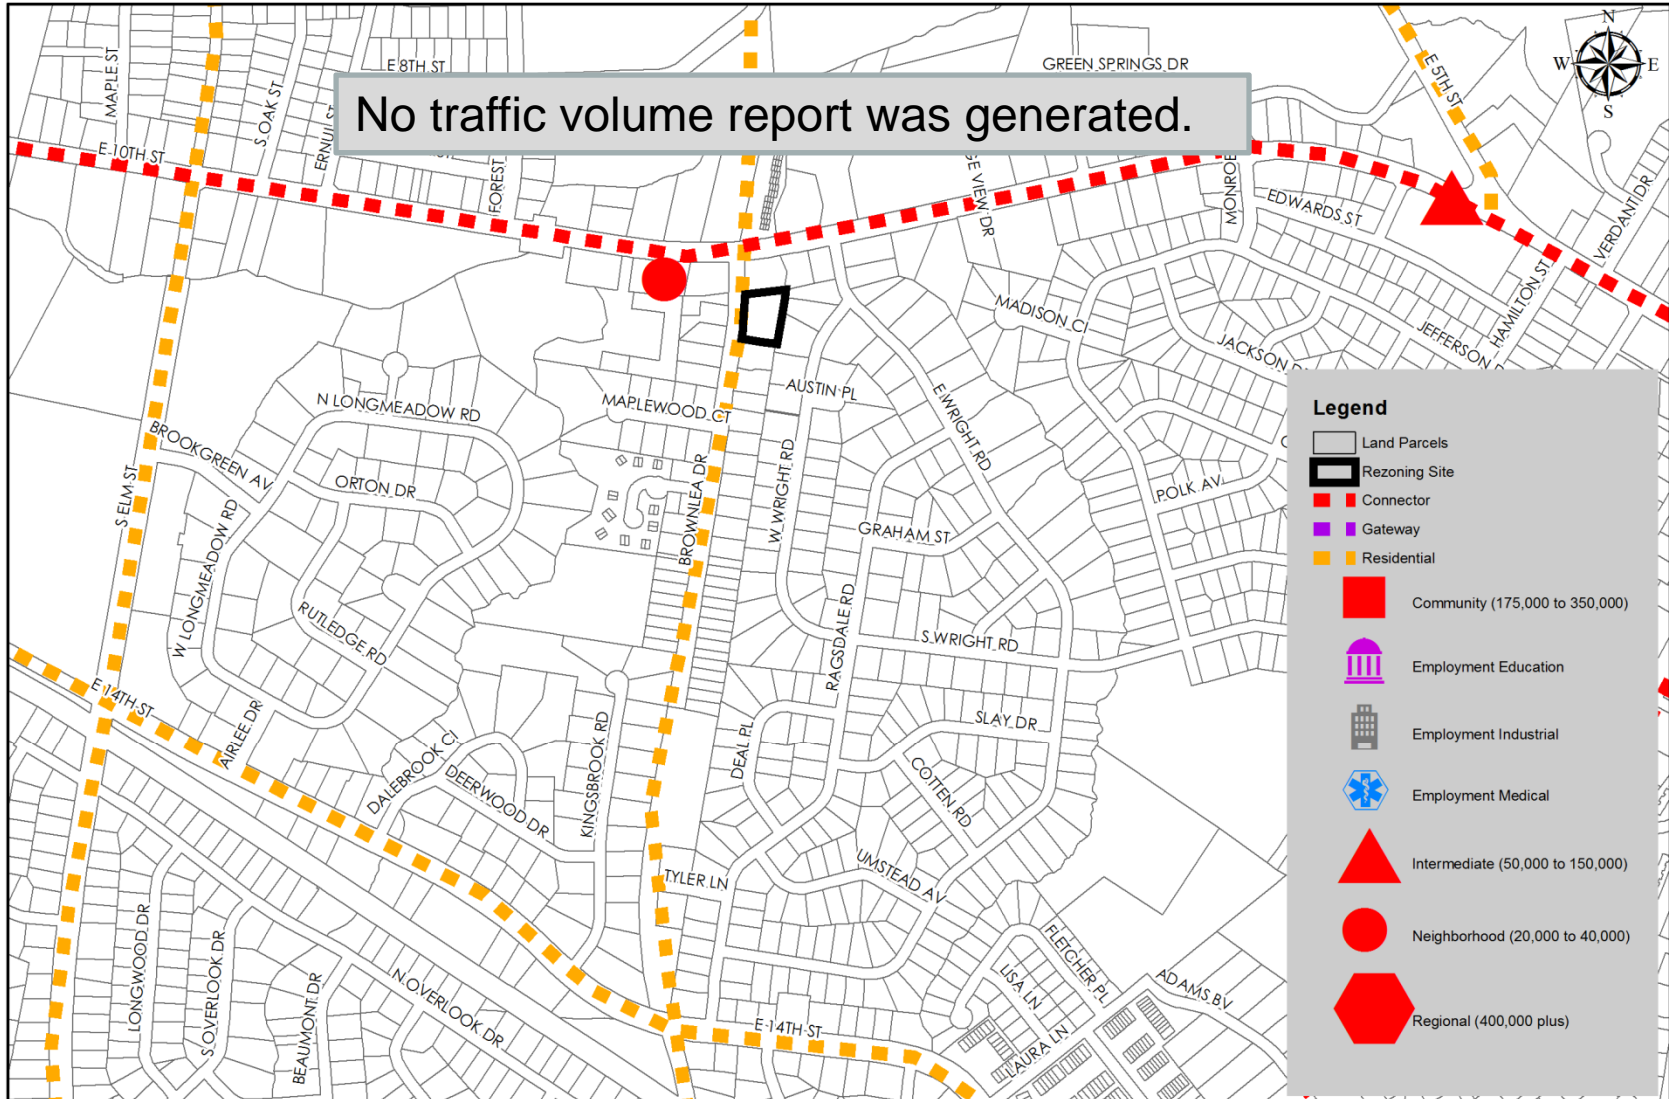 N
W E
S
MAPLE ST
S OAK ST
E 8TH ST
GREEN SPRINGS DR
E 5TH ST
No traffic volume report was generated.
E 10TH ST
FOREST
MONROE
EDWARDS ST
VERDANT DR
HAMILTON ST
MADISON CI
JACKSON
JEFFERSON
AUSTIN PL
E WRIGHT RD
N LONGMEADOW RD
MAPLEWOOD CT
BROOKGREEN AV
ORTON DR
S ELM ST
W LONGMEADOW RD
BROWNLEA DR
W WRIGHT RD
POLK AV
GRAHAM ST
RUTLEDGE RD
RAGSDALE RD
S WRIGHT RD
E 14TH ST
AIRLEE DR
SLAY DR
DEAL PL
KINGSBROOK RD
DALEBROOK CI
DEERWOOD DR
COTTEN RD
TYLER LN
UMSTEAD AV
LONGWOOD DR
S OVERLOOK DR
BEAUMONT DR
N OVERLOOK DR
E 14TH ST
LISA LN
FLETCHER PL
ADAMS BV
LAURA LN
Legend
Land Parcels
Rezoning Site
Connector
Gateway
Residential
Community (175,000 to 350,000)
Employment Education
Employment Industrial
Employment Medical
Intermediate (50,000 to 150,000)
Neighborhood (20,000 to 40,000)
Regional (400,000 plus)